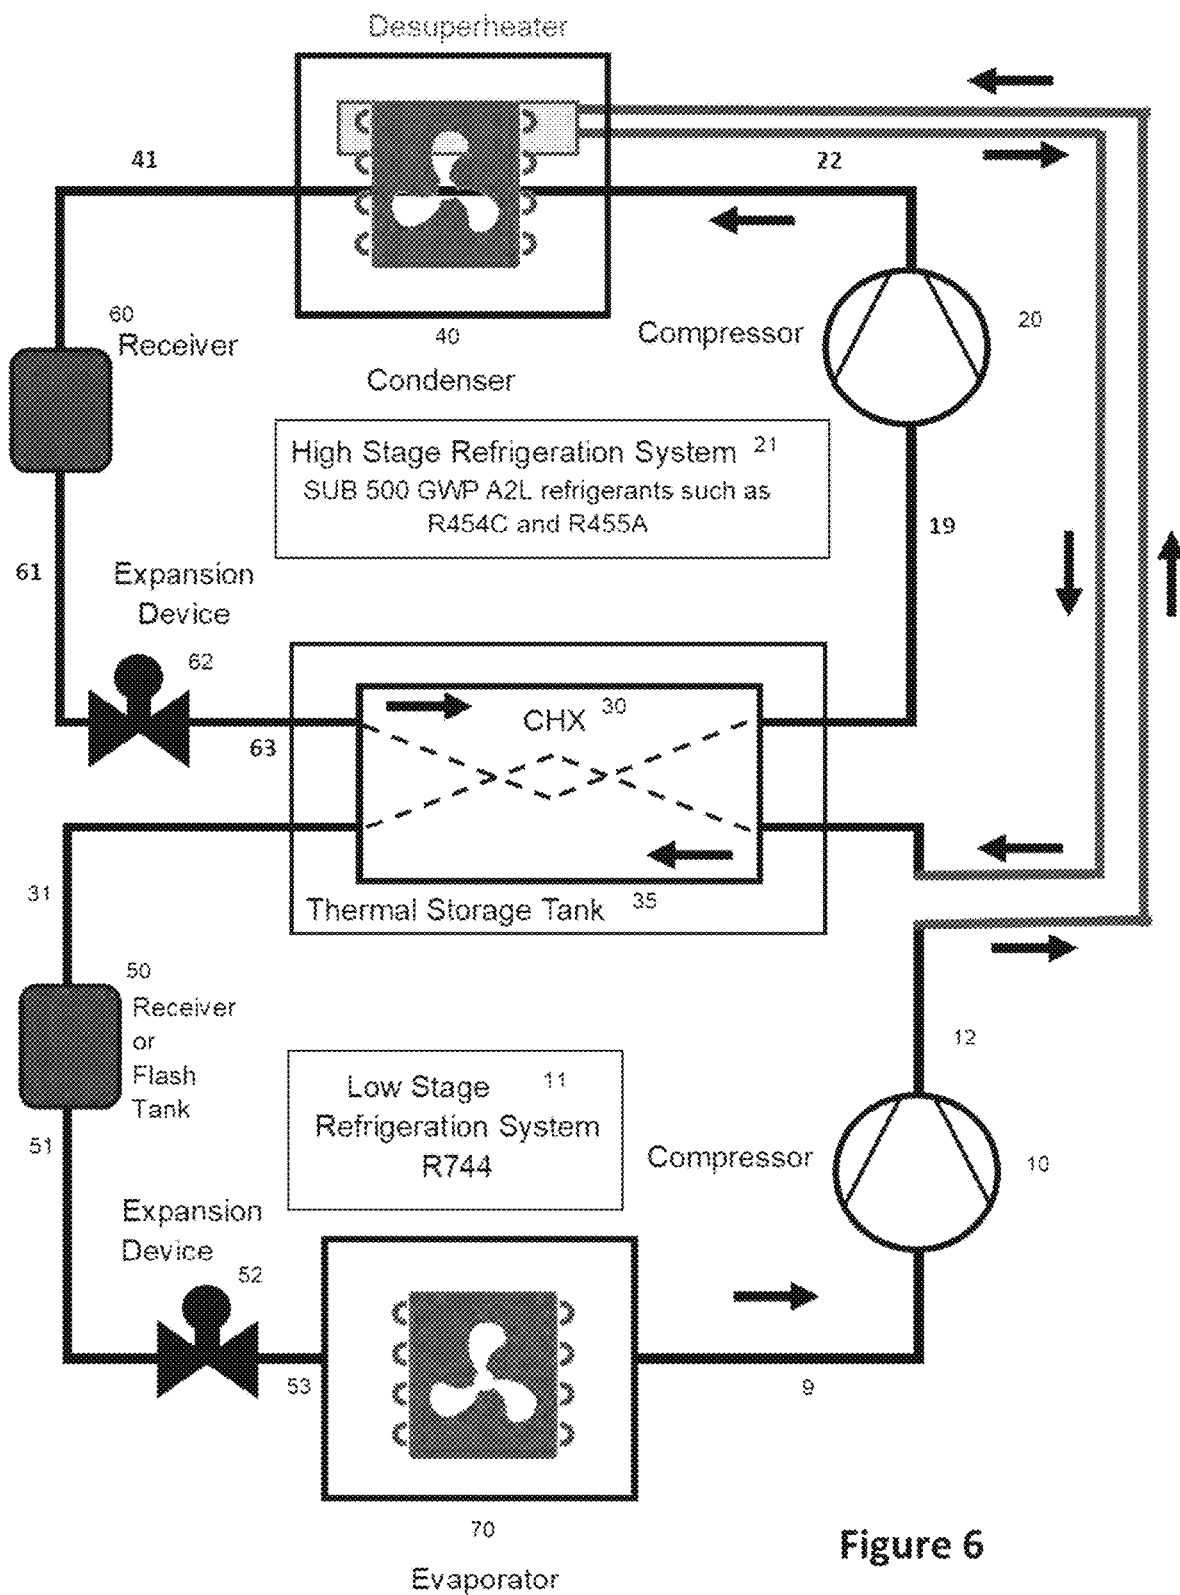 Desuperheater
41
22
60
Receiver
40
Condenser
Compressor
20
High Stage Refrigeration System 21
SUB 500 GWP A2L refrigerants such as
R454C and R455A
19
61
Expansion
Device
62
63
CHX 30
31
Thermal Storage Tank 35
50
Receiver
or
Flash
Tank
12
Low Stage 11
Refrigeration System
R744
Compressor
10
51
Expansion
Device
52
53
9
70
Evaporator
Figure 6